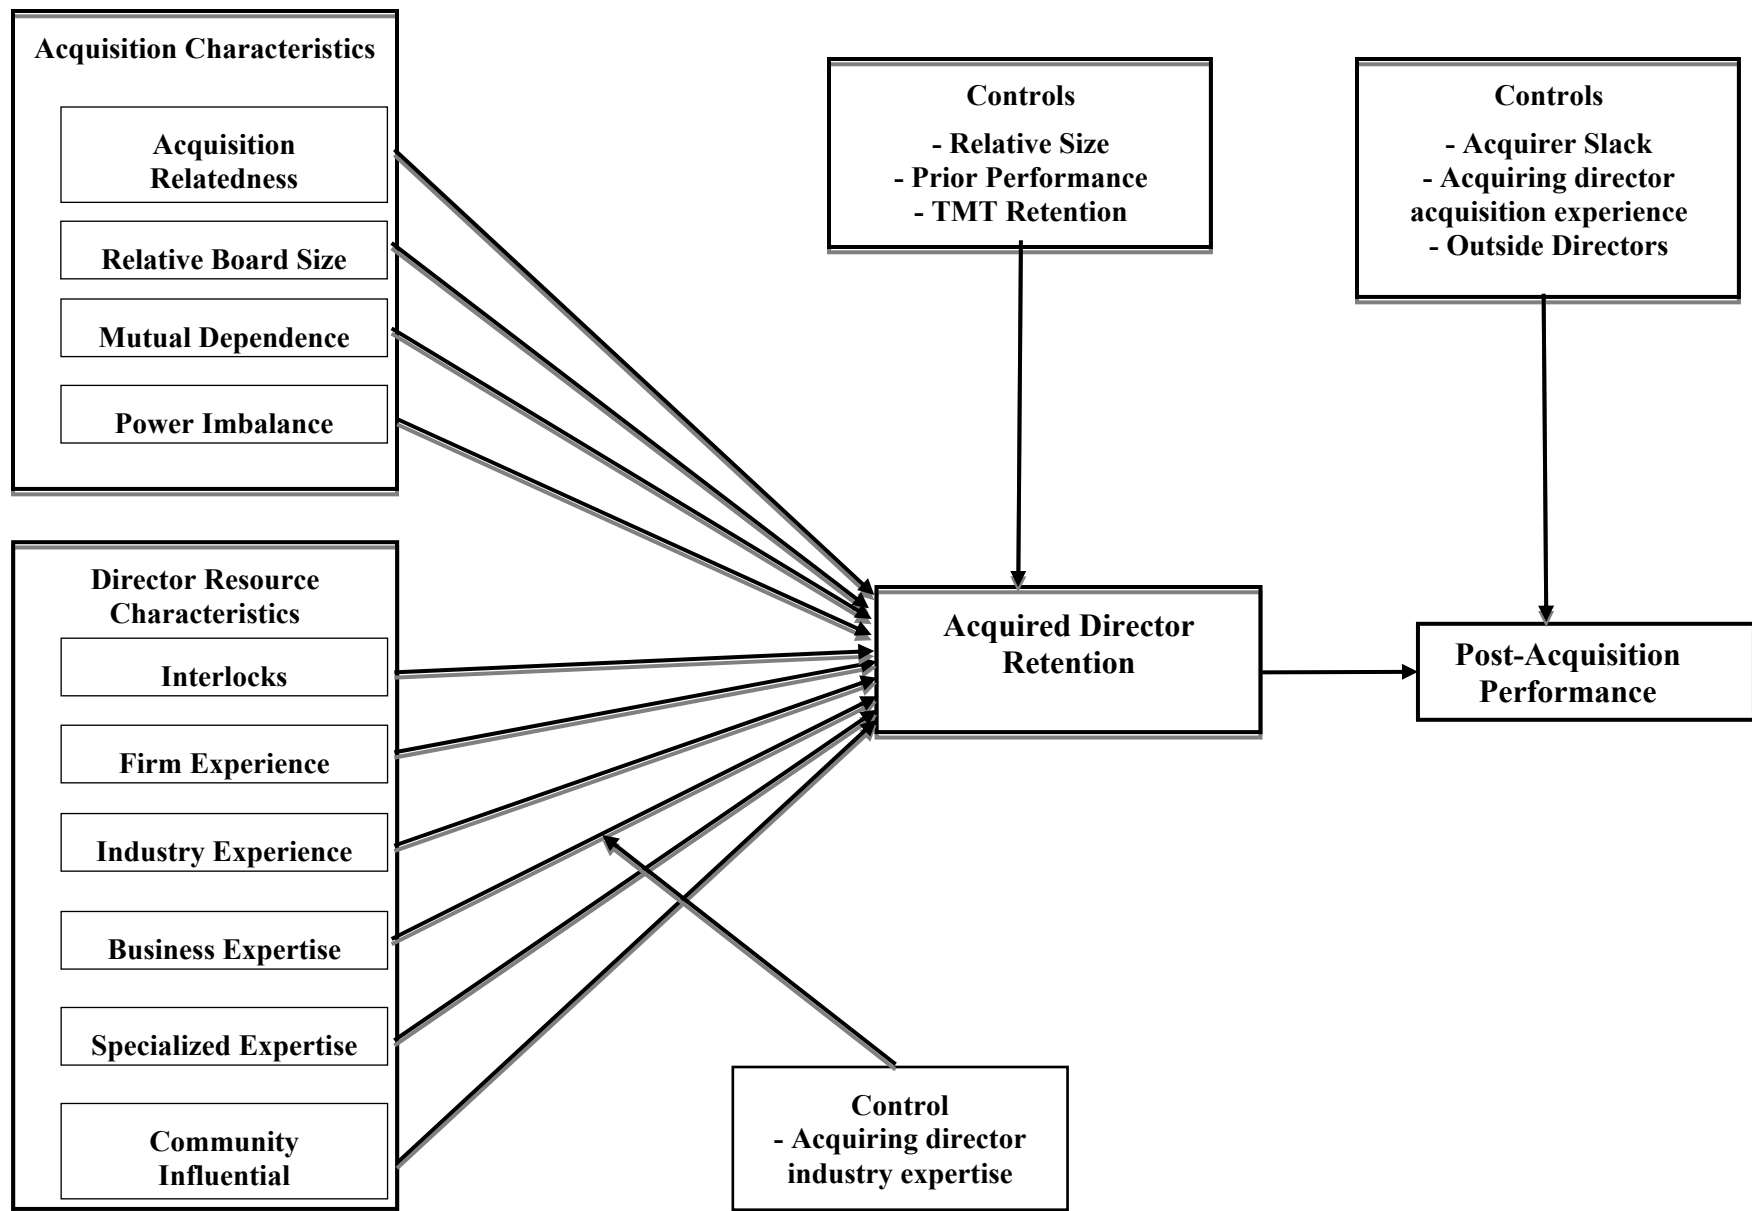 Acquisition Characteristics
Acquisition
Relatedness
Relative Board Size
Mutual Dependence
Power Imbalance
Director Resource
Characteristics
Interlocks
Firm Experience
Industry Experience
Business Expertise
Specialized Expertise
Community
Influential
Controls
- Relative Size
- Prior Performance
- TMT Retention
Controls
- Acquirer Slack
- Acquiring director
acquisition experience
- Outside Directors
Acquired Director
Retention
Post-Acquisition
Performance
Control
- Acquiring director
industry expertise